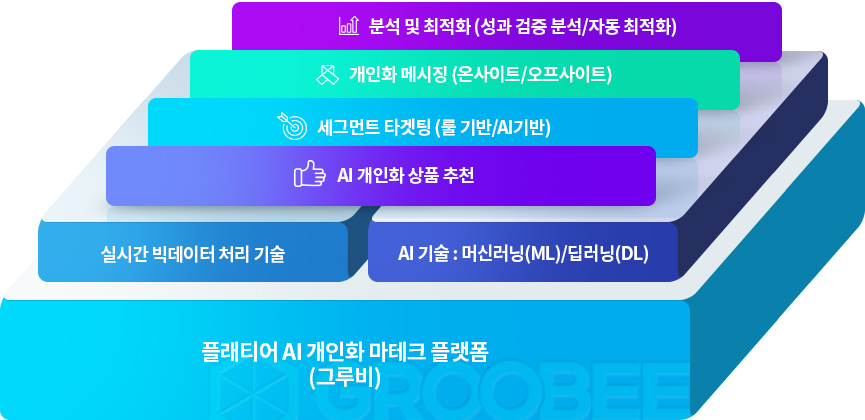 분석 및 최적화 (성과 검증 분석/자동 최적화)
개인화 메시징 (온사이트/오프사이트)
세그먼트 타겟팅 (룰 기반/AI기반)
AI 개인화 상품 추천
실시간 빅데이터 처리 기술
AI 기술 : 머신러닝(ML)/딥러닝(DL)
플래티어 AI 개인화 마테크 플랫폼
(그루비)
GROOBEE